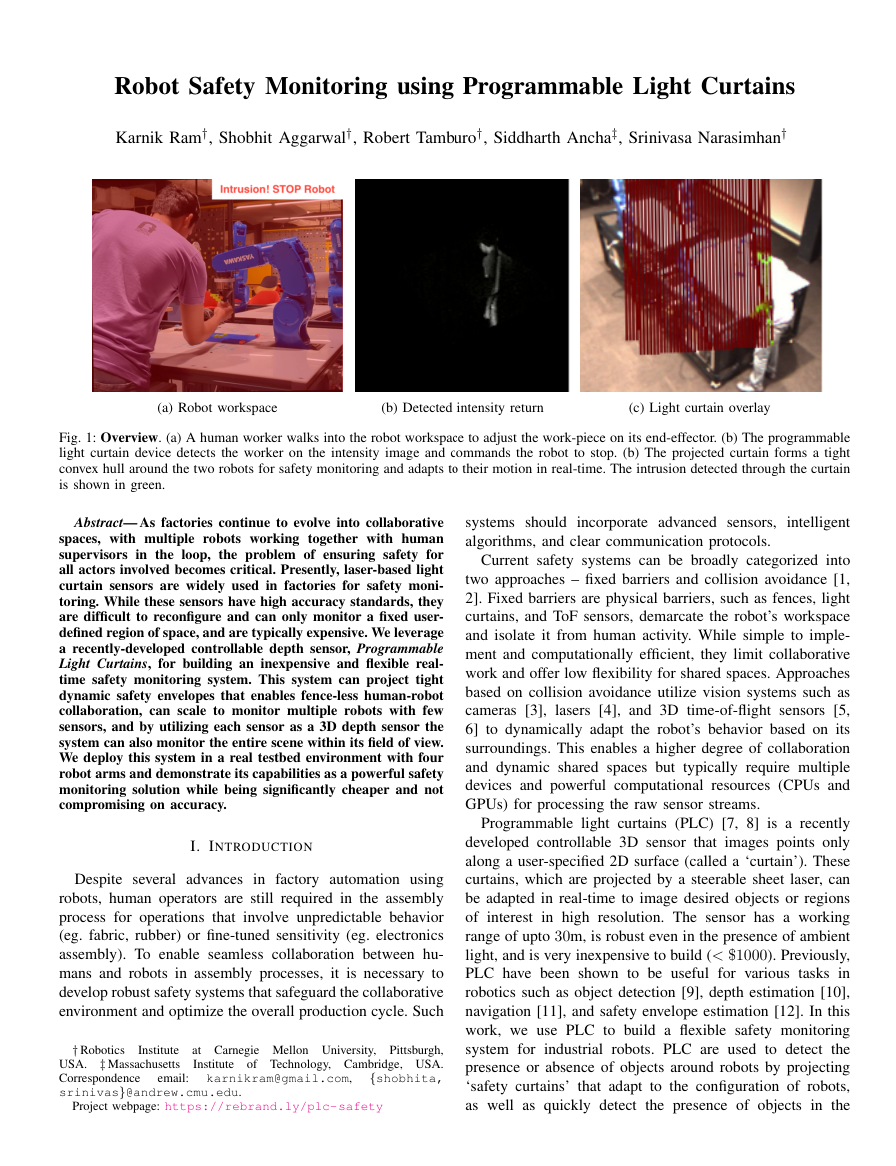 Robot Safety Monitoring using Programmable Light Curtains
Karnik Ram†, Shobhit Aggarwal†, Robert Tamburo†, Siddharth Ancha‡, Srinivasa Narasimhan†
Intrusion! STOP Robot
YASKAWA
(a) Robot workspace
(b) Detected intensity return
(c) Light curtain overlay
Fig. 1: Overview. (a) A human worker walks into the robot workspace to adjust the work-piece on its end-effector. (b) The programmable
light curtain device detects the worker on the intensity image and commands the robot to stop. (b) The projected curtain forms a tight
convex hull around the two robots for safety monitoring and adapts to their motion in real-time. The intrusion detected through the curtain
is shown in green.
Abstract— As factories continue to evolve into collaborative
spaces, with multiple robots working together with human
supervisors in the loop, the problem of ensuring safety for
all actors involved becomes critical. Presently, laser-based light
curtain sensors are widely used in factories for safety moni-
toring. While these sensors have high accuracy standards, they
are difficult to reconfigure and can only monitor a fixed user-
defined region of space, and are typically expensive. We leverage
a recently-developed controllable depth sensor, Programmable
Light Curtains, for building an inexpensive and flexible real-
time safety monitoring system. This system can project tight
dynamic safety envelopes that enables fence-less human-robot
collaboration, can scale to monitor multiple robots with few
sensors, and by utilizing each sensor as a 3D depth sensor the
system can also monitor the entire scene within its field of view.
We deploy this system in a real testbed environment with four
robot arms and demonstrate its capabilities as a powerful safety
monitoring solution while being significantly cheaper and not
compromising on accuracy.
I. INTRODUCTION
Despite several advances in factory automation using
robots, human operators are still required in the assembly
process for operations that involve unpredictable behavior
(eg. fabric, rubber) or fine-tuned sensitivity (eg. electronics
assembly). To enable seamless collaboration between hu-
mans and robots in assembly processes, it is necessary to
develop robust safety systems that safeguard the collaborative
environment and optimize the overall production cycle. Such
†Robotics Institute at Carnegie Mellon University, Pittsburgh,
USA. ‡Massachusetts Institute of Technology, Cambridge, USA.
Correspondence email: karnikram@gmail.com, {shobhita,
srinivas}@andrew.cmu.edu.
Project webpage: https://rebrand.ly/plc-safety
systems should incorporate advanced sensors, intelligent
algorithms, and clear communication protocols.
Current safety systems can be broadly categorized into
two approaches – fixed barriers and collision avoidance [1,
2]. Fixed barriers are physical barriers, such as fences, light
curtains, and ToF sensors, demarcate the robot's workspace
and isolate it from human activity. While simple to imple-
ment and computationally efficient, they limit collaborative
work and offer low flexibility for shared spaces. Approaches
based on collision avoidance utilize vision systems such as
cameras [3], lasers [4], and 3D time-of-flight sensors [5,
6] to dynamically adapt the robot's behavior based on its
surroundings. This enables a higher degree of collaboration
and dynamic shared spaces but typically require multiple
devices and powerful computational resources (CPUs and
GPUs) for processing the raw sensor streams.
Programmable light curtains (PLC) [7, 8] is a recently
developed controllable 3D sensor that images points only
along a user-specified 2D surface (called a 'curtain'). These
curtains, which are projected by a steerable sheet laser, can
be adapted in real-time to image desired objects or regions
of interest in high resolution. The sensor has a working
range of upto 30m, is robust even in the presence of ambient
light, and is very inexpensive to build (< $1000). Previously,
PLC have been shown to be useful for various tasks in
robotics such as object detection [9], depth estimation [10],
navigation [11], and safety envelope estimation [12]. In this
work, we use PLC to build a flexible safety monitoring
system for industrial robots. PLC are used to detect the
presence or absence of objects around robots by projecting
'safety curtains' that adapt to the configuration of robots,
as well as quickly detect the presence of objects in the